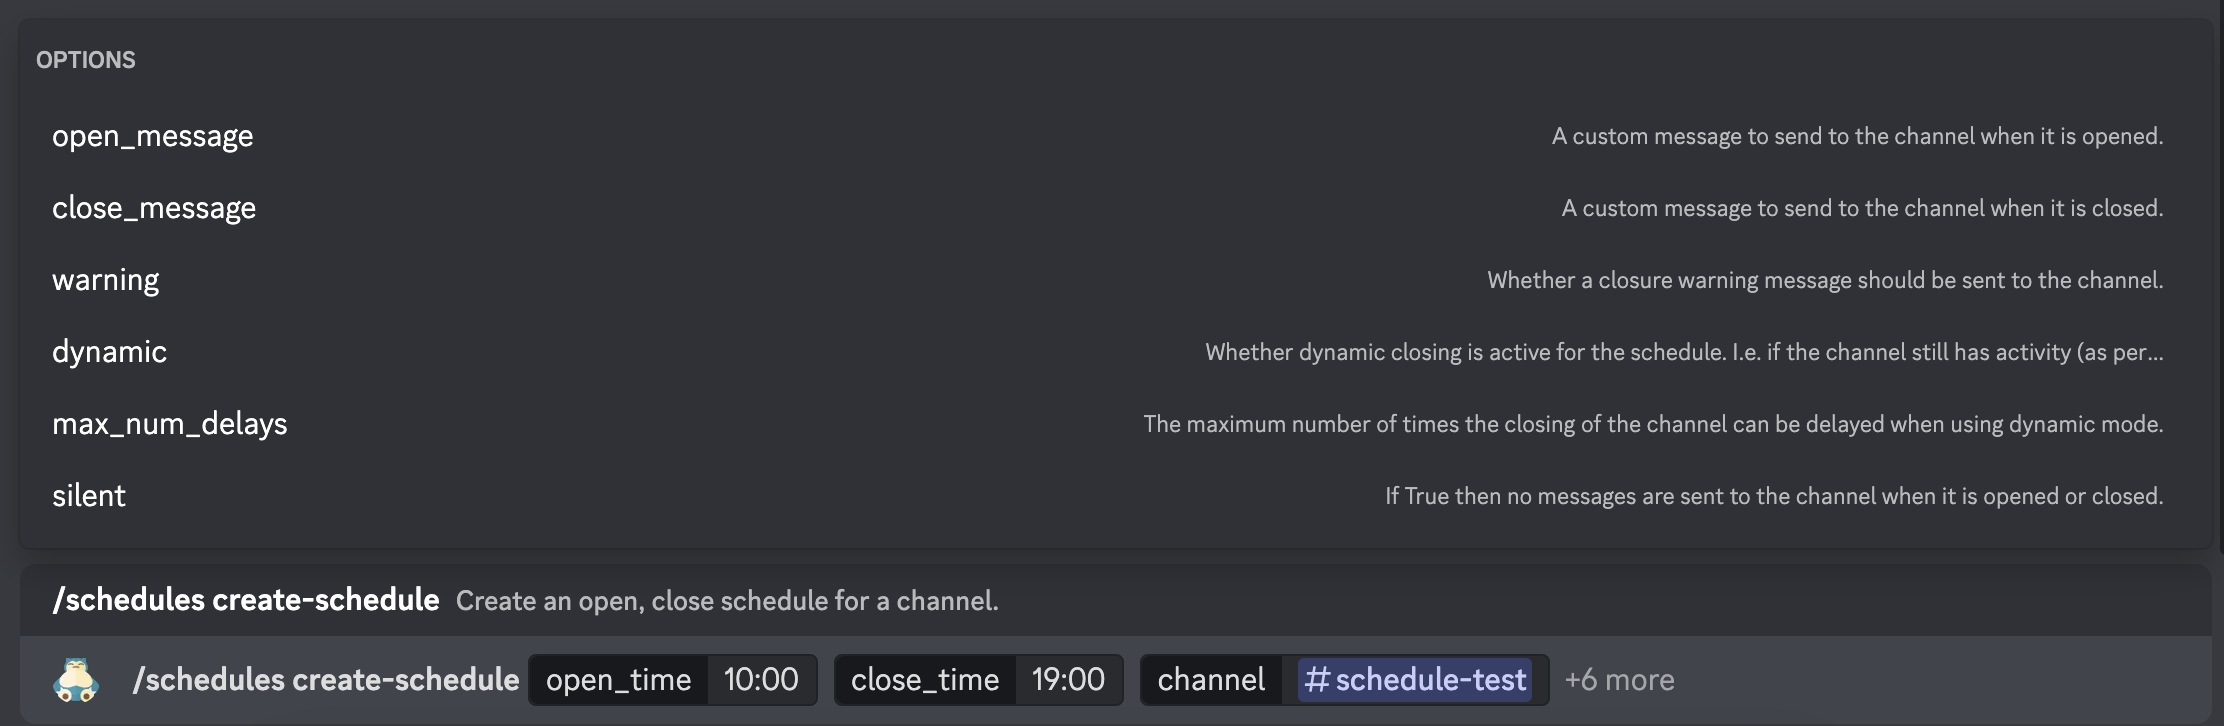 OPTIONS
open_message A custom message to send to the channel when it is opened.
close_message A custom message to send to the channel when it is closed.
warning Whether a closure warning message should be sent to the channel.
dynamic Whether dynamic closing is active for the schedule. I.e. if the channel still has activity (as per...
max_num_delays The maximum number of times the closing of the channel can be delayed when using dynamic mode.
silent If True then no messages are sent to the channel when it is opened or closed.
/schedules create-schedule Create an open, close schedule for a channel.
/schedules create-schedule open_time 10:00 close_time 19:00 channel #schedule-test +6 more